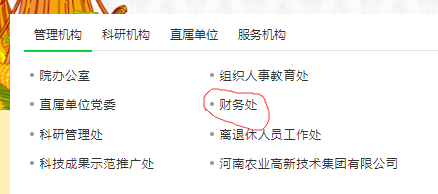 管理机构 科研机构 直属单位 服务机构
院办公室 组织人事教育处
直属单位党委 财务处
科研管理处 离退休人员工作处
科技成果示范推广处 河南农业高新技术集团有限公司